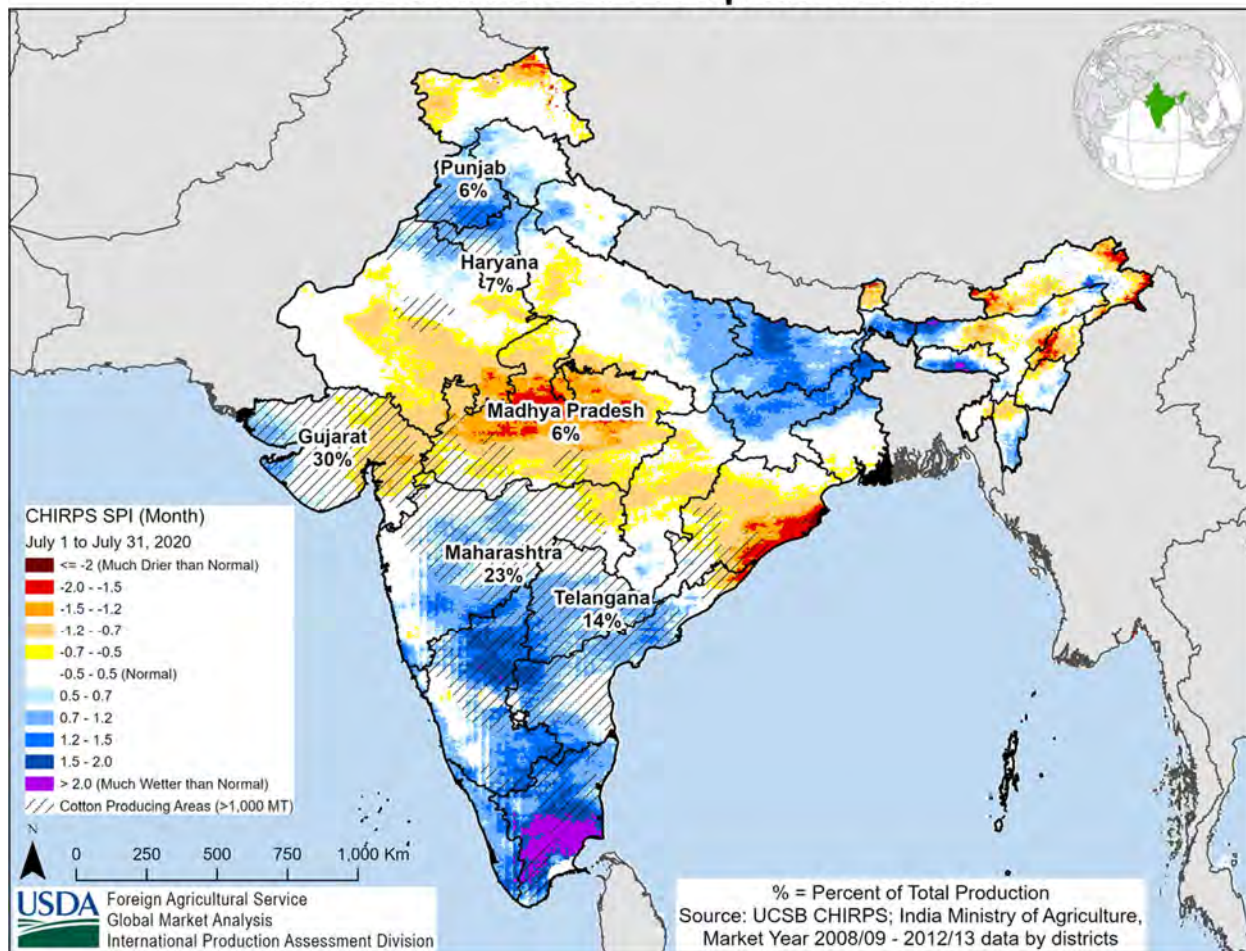 Punjab
6%
Haryana
7%
Madhya Pradesh
6%
Gujarat
30%
Maharashtra
23%
Telangana
14%
CHIRPS SPI (Month)
July 1 to July 31, 2020
<= -2 (Much Drier than Normal)
-2.0 - -1.5
-1.5 - -1.2
-1.2 - -0.7
-0.7 - -0.5
-0.5 - 0.5 (Normal)
0.5 - 0.7
0.7 - 1.2
1.2 - 1.5
1.5 - 2.0
> 2.0 (Much Wetter than Normal)
Cotton Producing Areas (>1,000 MT)
N
0 250 500 750 1,000 Km
USDA
Foreign Agricultural Service
Global Market Analysis
International Production Assessment Division
% = Percent of Total Production
Source: UCSB CHIRPS; India Ministry of Agriculture,
Market Year 2008/09 - 2012/13 data by districts